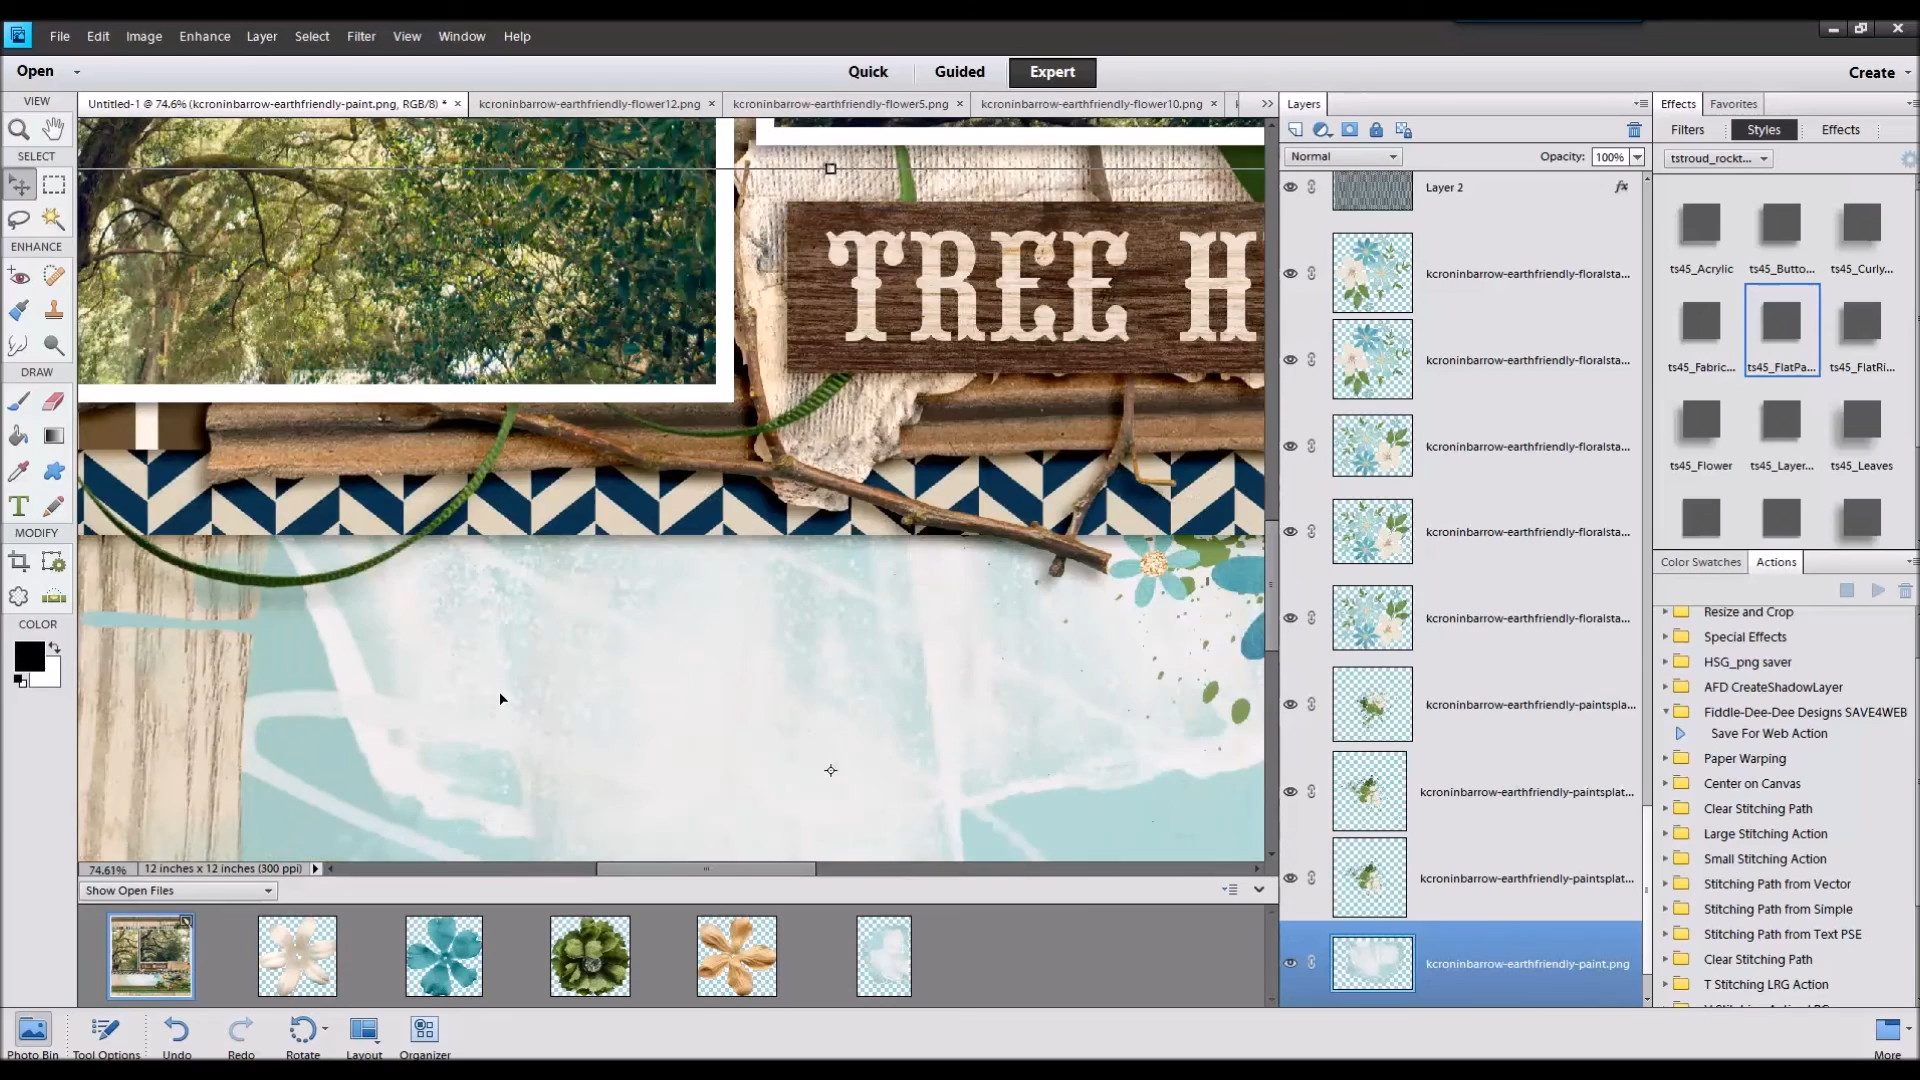 File Edit Image Enhance Layer Select Filter View Window Help
Open Quick Guided Expert Create
VIEW
Untitled-1 @ 74.6% (kcroninbarrow-earthfriendly-paint.png, RGB/8) * × kcroninbarrow-earthfriendly-flower12.png × kcroninbarrow-earthfriendly-flower5.png × kcroninbarrow-earthfriendly-flower10.png × »
Layers
Effects Favorites
Filters Styles Effects
SELECT
Normal Opacity: 100%
tstroud_rockt...
Layer 2 fx
TREE H
ENHANCE
ts45_Acrylic ts45_Butto... ts45_Curly...
kcroninbarrow-earthfriendly-floralsta...
kcroninbarrow-earthfriendly-floralsta...
ts45_Fabric... ts45_FlatPa... ts45_FlatRi...
DRAW
kcroninbarrow-earthfriendly-floralsta...
ts45_Flower ts45_Layer... ts45_Leaves
T
MODIFY
kcroninbarrow-earthfriendly-floralsta...
Color Swatches Actions
kcroninbarrow-earthfriendly-floralsta...
COLOR
Resize and Crop
Special Effects
HSG_png saver
AFD CreateShadowLayer
kcroninbarrow-earthfriendly-paintspla...
Fiddle-Dee-Dee Designs SAVE4WEB
Save For Web Action
Paper Warping
Center on Canvas
kcroninbarrow-earthfriendly-paintsplat...
Clear Stitching Path
Large Stitching Action
Small Stitching Action
kcroninbarrow-earthfriendly-paintsplat...
Stitching Path from Vector
Stitching Path from Simple
Stitching Path from Text PSE
Clear Stitching Path
kcroninbarrow-earthfriendly-paint.png
T Stitching LRG Action
74.61% 12 inches x 12 inches (300 ppi)
Show Open Files
Photo Bin Tool Options Undo Redo Rotate Layout Organizer More